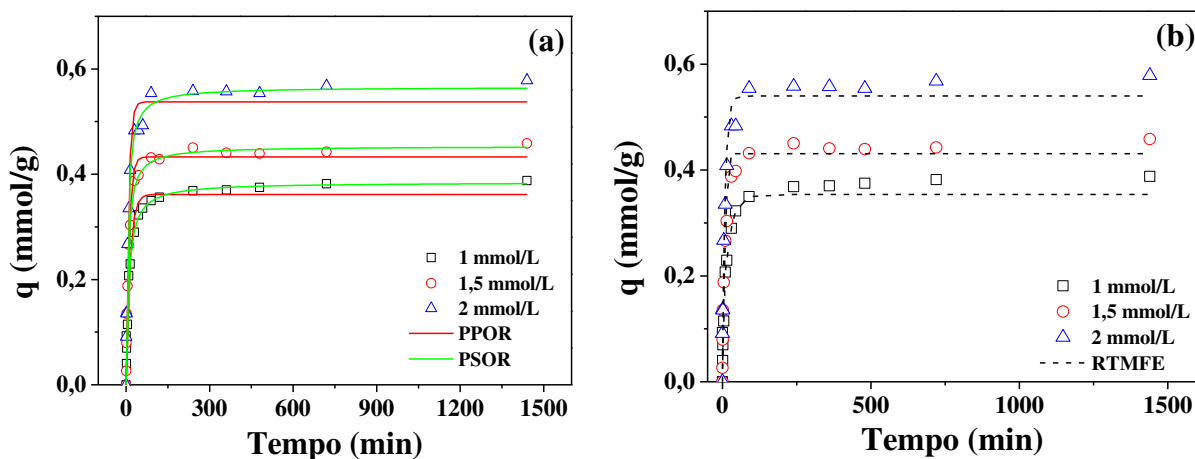 (a)
q (mmol/g)
0,6
0,4
0,2
0,0
1 mmol/L
1,5 mmol/L
2 mmol/L
PPOR
PSOR
0 300 600 900 1200 1500
Tempo (min)
(b)
q (mmol/g)
0,6
0,4
0,2
0,0
1 mmol/L
1,5 mmol/L
2 mmol/L
RTMFE
0 500 1000 1500
Tempo (min)